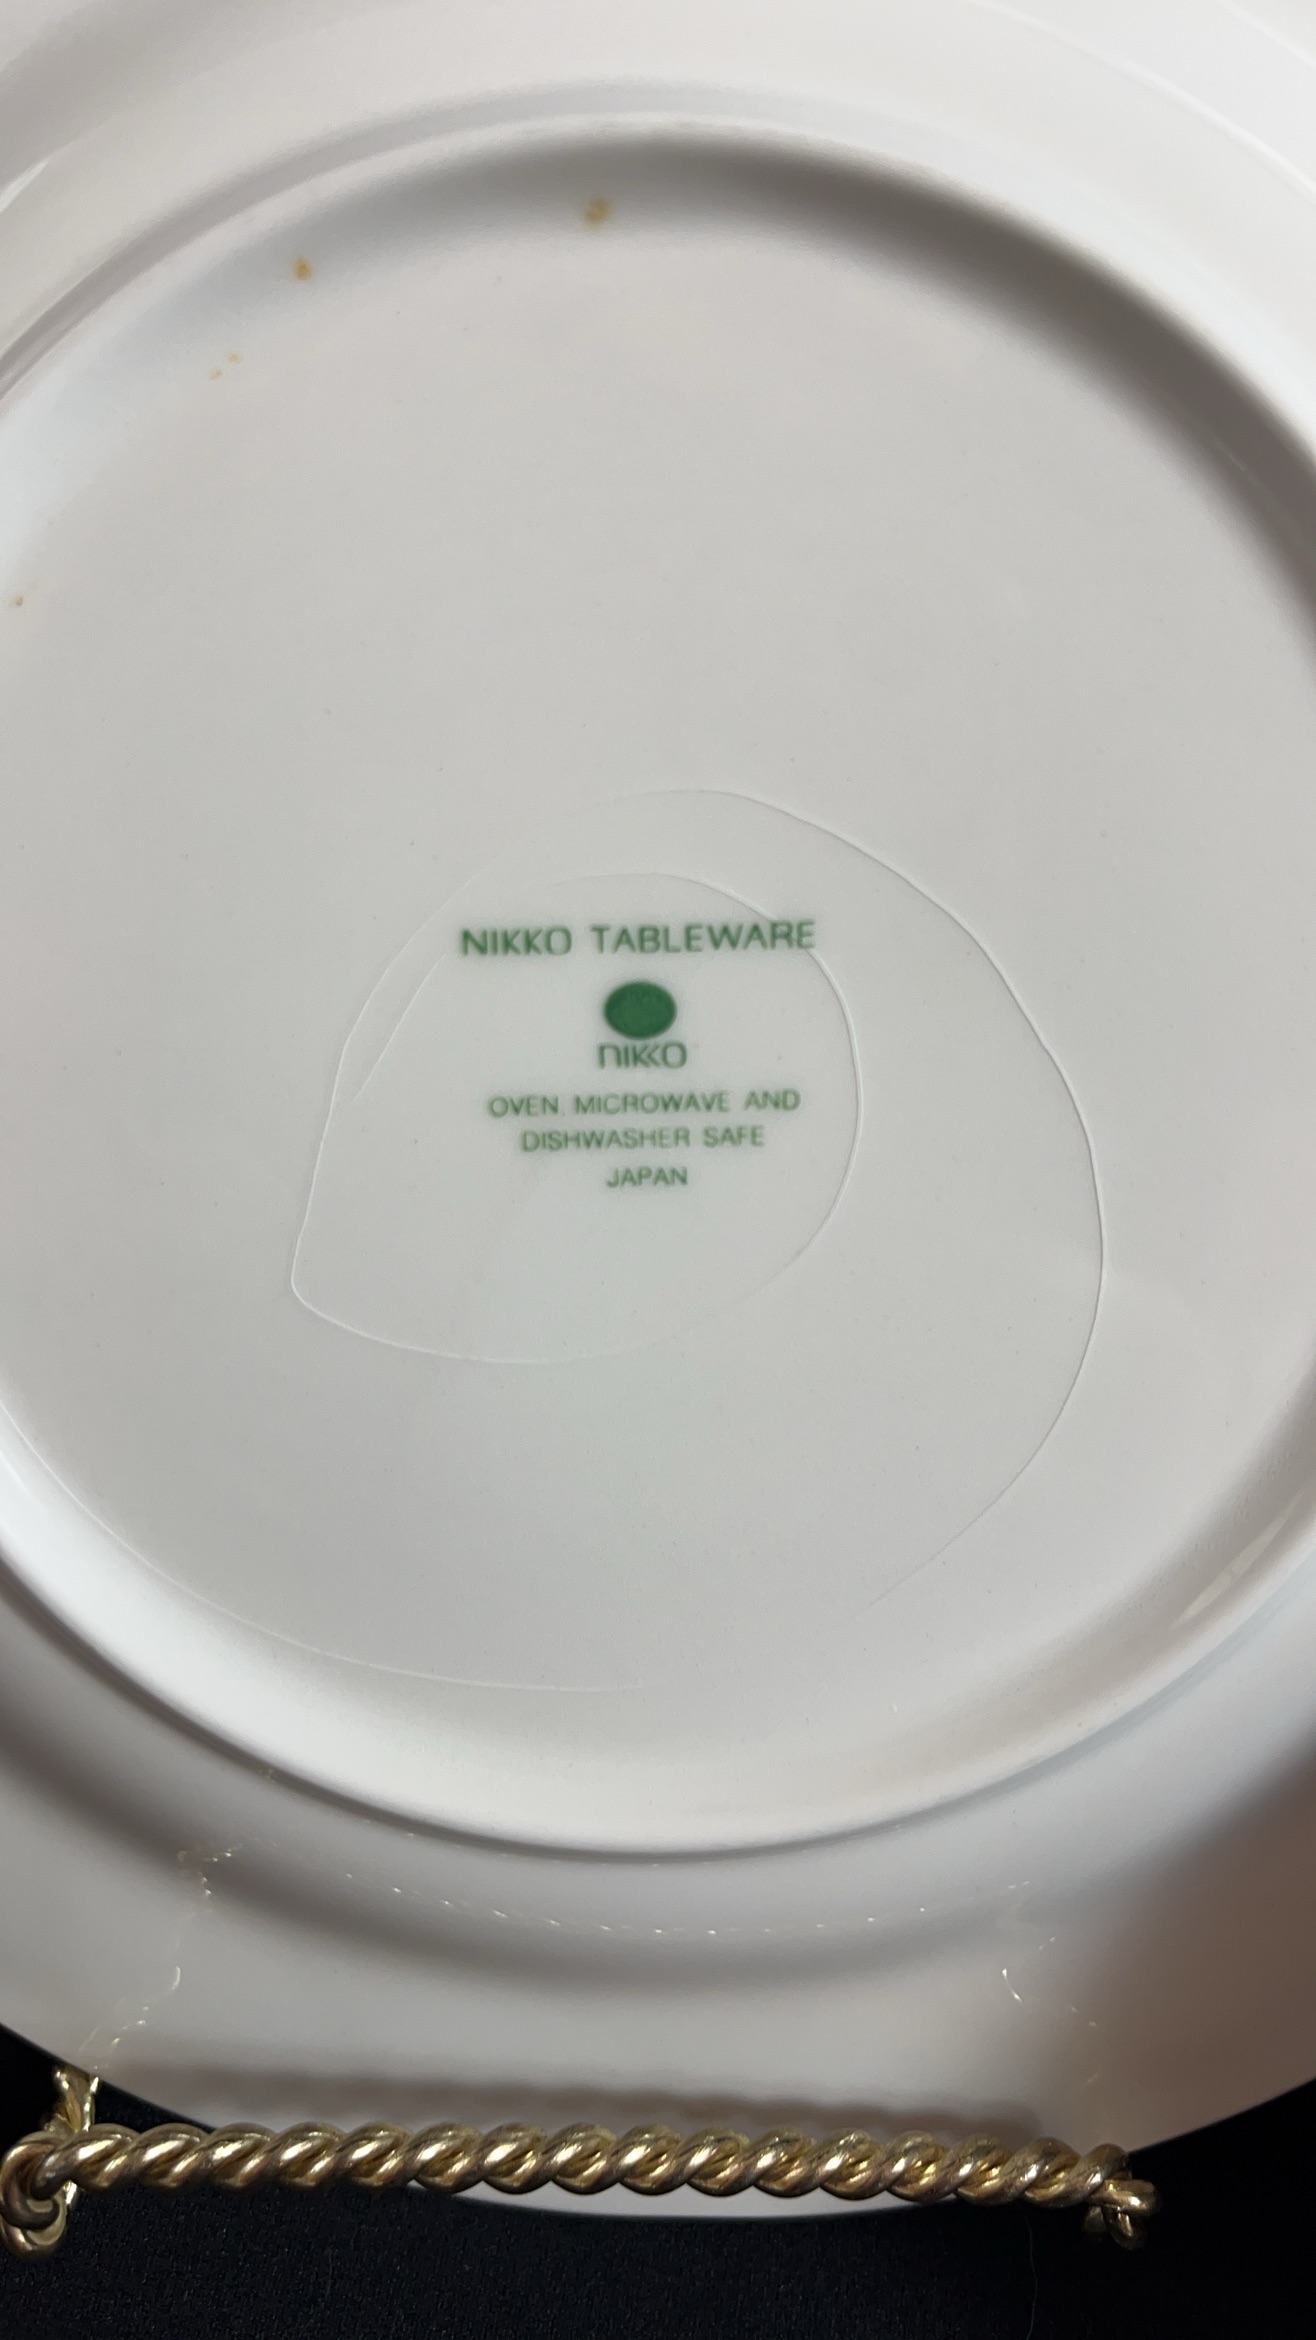 NIKKO TABLEWARE
nikko
OVEN, MICROWAVE AND
DISHWASHER SAFE
JAPAN